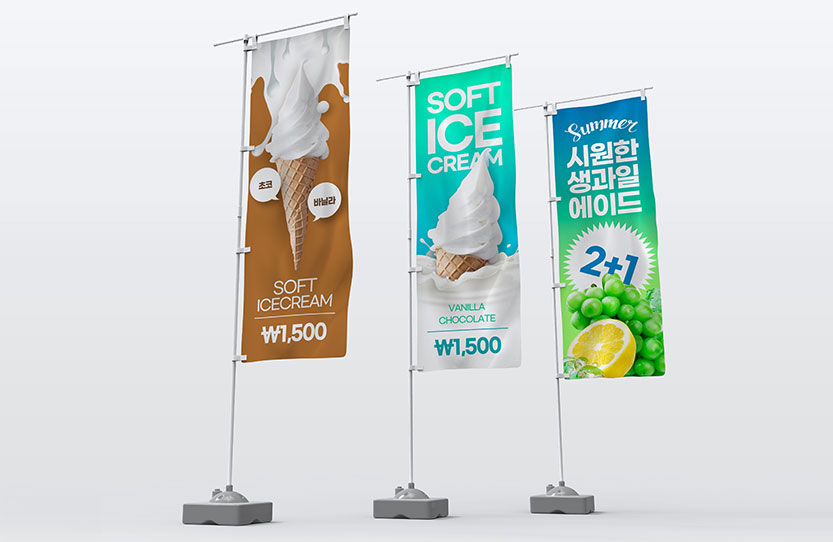 초코
바닐라
SOFT
ICECREAM
₩1,500
SOFT
ICE
CREAM
VANILLA
CHOCOLATE
₩1,500
Summer
시원한
생과일
에이드
2+1